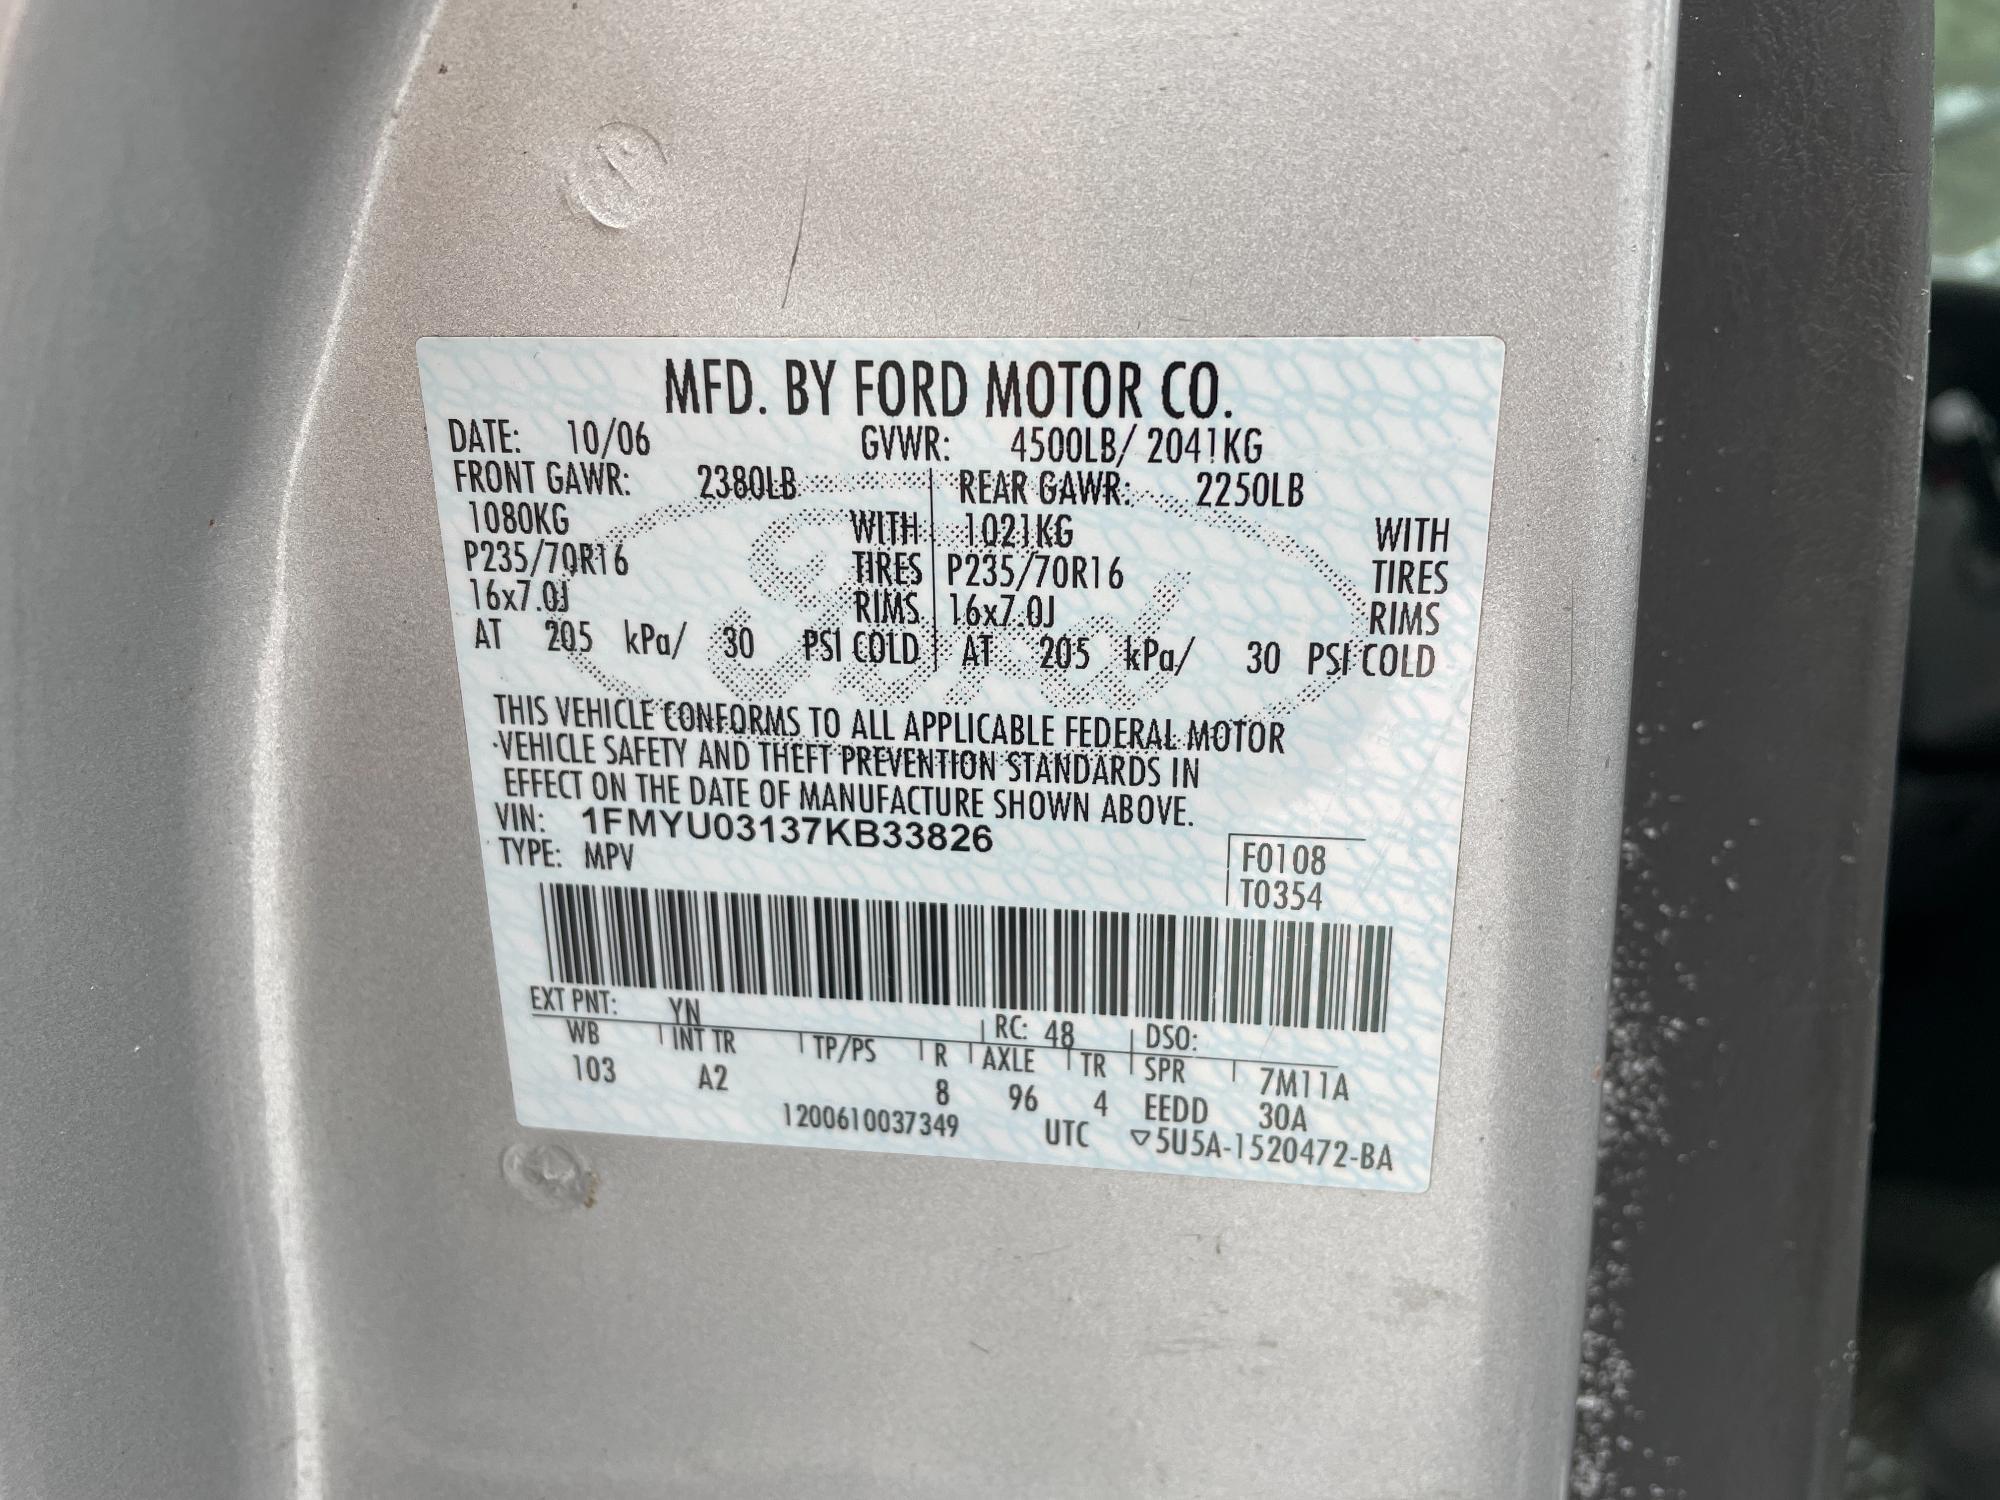 MFD. BY FORD MOTOR CO.
DATE: 10/06 GVWR: 4500LB/ 2041KG
FRONT GAWR: 2380LB REAR GAWR: 2250LB
1080KG WITH 1021KG WITH
P235/70R16 TIRES P235/70R16 TIRES
16x7.0J RIMS 16x7.0J RIMS
AT 205 kPa/ 30 PSI COLD AT 205 kPa/ 30 PSI COLD
Ford
THIS VEHICLE CONFORMS TO ALL APPLICABLE FEDERAL MOTOR
VEHICLE SAFETY AND THEFT PREVENTION STANDARDS IN
EFFECT ON THE DATE OF MANUFACTURE SHOWN ABOVE.
VIN: 1FMYU03137KB33826
TYPE: MPV
F0108
T0354
EXT PNT: YN RC: 48 DSO:
WB INT TR TP/PS R AXLE TR SPR 7M11A
103 A2 8 96 4 EEDD 30A
1200610037349 UTC ▽5U5A-1520472-BA